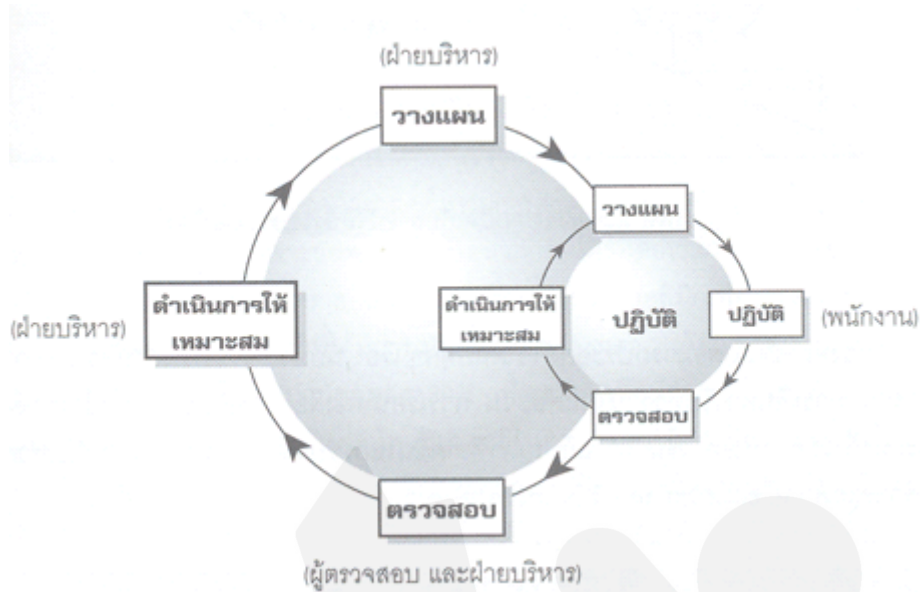 (ฝ่ายบริหาร)
วางแผน
วางแผน
(ฝ่ายบริหาร)
ดำเนินการให้
เหมาะสม
ดำเนินการให้
เหมาะสม
ปฏิบัติ
ปฏิบัติ
(พนักงาน)
ตรวจสอบ
ตรวจสอบ
(ผู้ตรวจสอบ และฝ่ายบริหาร)